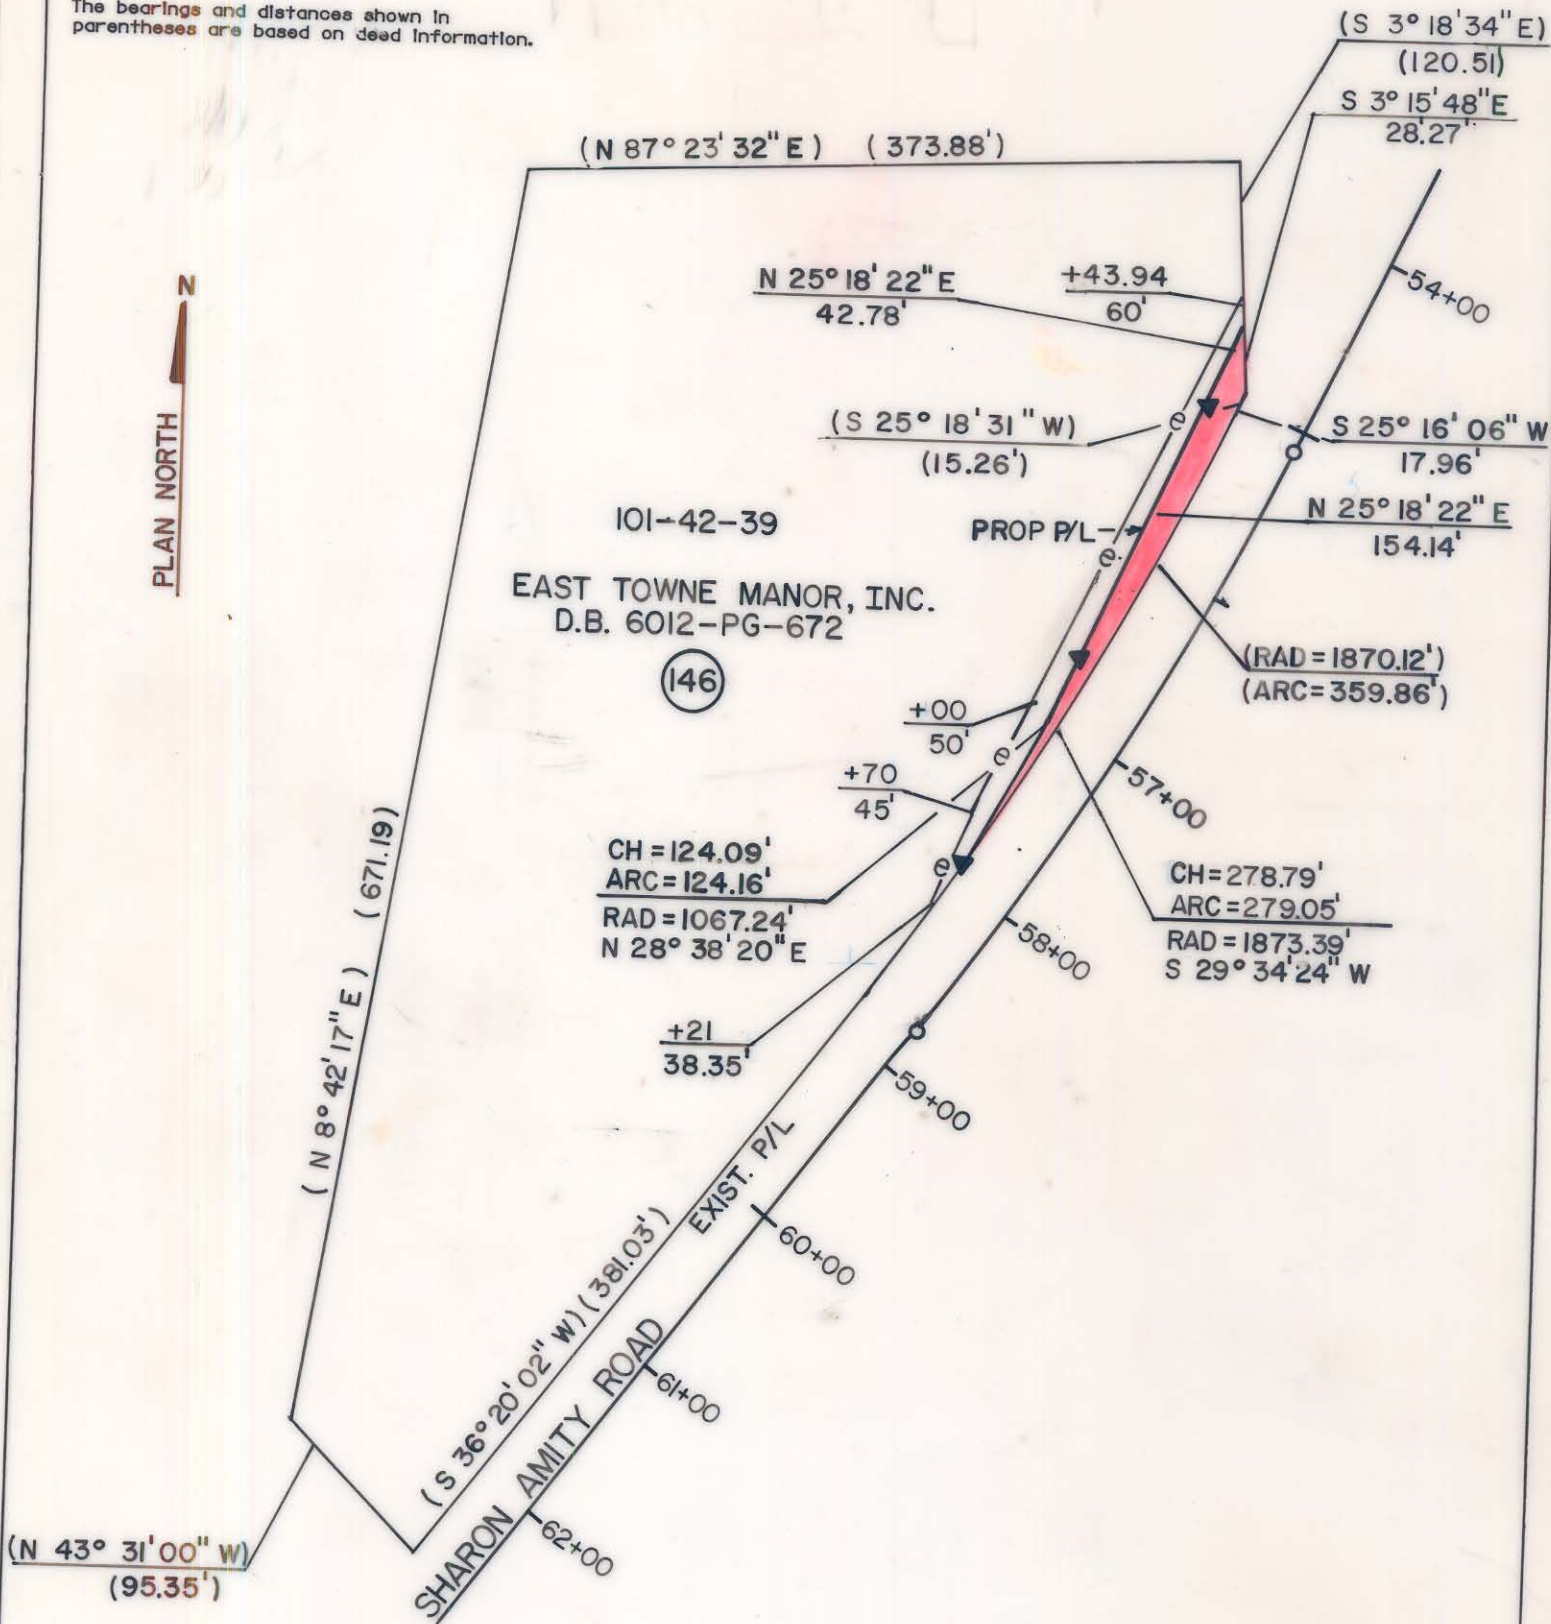 The bearings and distances shown in
parentheses are based on deed information.
(S 3° 18' 34" E)
(120.51)
S 3° 15' 48" E
28.27'
(N 87° 23' 32" E) (373.88')
N
PLAN NORTH
N 25° 18' 22" E
42.78'
+43.94
60'
54+00
(S 25° 18' 31" W)
(15.26')
e
S 25° 16' 06" W
17.96'
101-42-39
PROP P/L
e
N 25° 18' 22" E
154.14'
EAST TOWNE MANOR, INC.
D.B. 6012-PG-672
146
(RAD=1870.12')
(ARC=359.86')
+00
50'
e
+70
45'
57+00
(N 8° 42' 17" E) (671.19)
CH=124.09'
ARC=124.16'
RAD=1067.24'
N 28° 38' 20" E
e
CH=278.79'
ARC=279.05'
RAD=1873.39'
S 29° 34' 24" W
58+00
+21
38.35'
59+00
EXIST. P/L
60+00
(S 36° 20' 02" W) (381.03')
SHARON AMITY ROAD
61+00
62+00
(N 43° 31' 00" W)
(95.35')